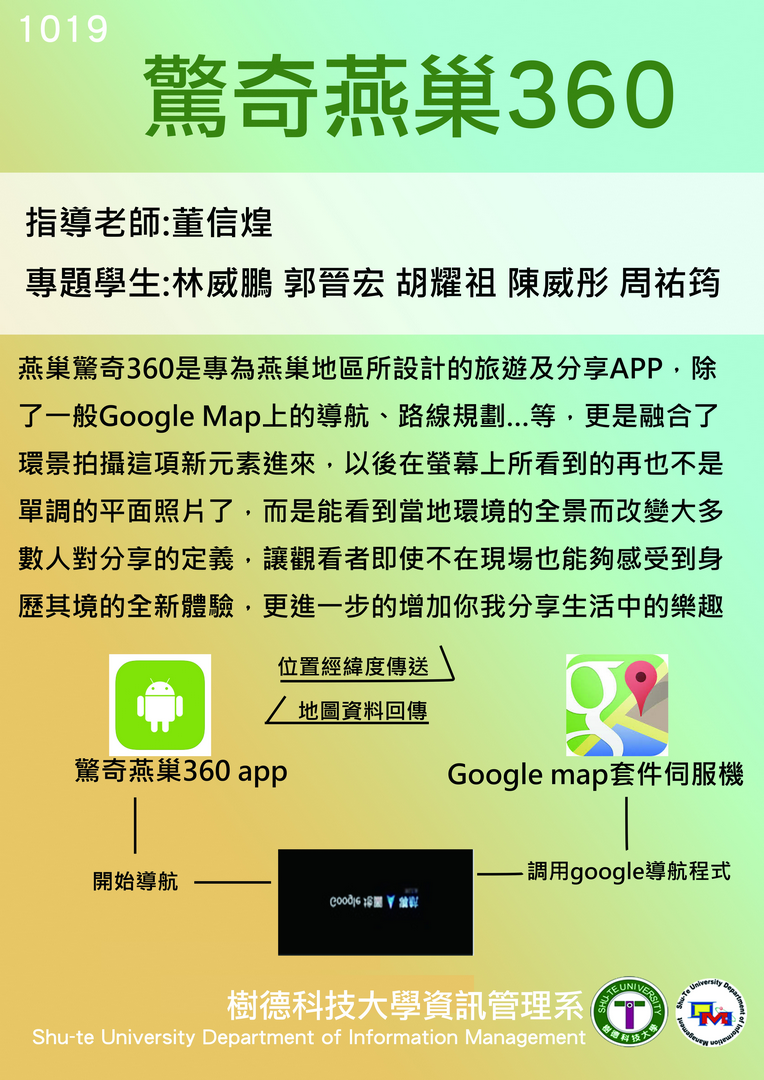 1019
驚奇燕巢360
指導老師:董信煌
專題學生:林威鵬 郭晉宏 胡耀祖 陳威彤 周祐筠
燕巢驚奇360是專為燕巢地區所設計的旅遊及分享APP，除
了一般Google Map上的導航、路線規劃...等，更是融合了
環景拍攝這項新元素進來，以後在螢幕上所看到的再也不是
單調的平面照片了，而是能看到當地環境的全景而改變大多
數人對分享的定義，讓觀看者即使不在現場也能夠感受到身
歷其境的全新體驗，更進一步的增加你我分享生活中的樂趣
位置經緯度傳送
地圖資料回傳
驚奇燕巢360 app
Google map套件伺服機
開始導航
Google 地圖 導航
調用google導航程式
樹德科技大學資訊管理系
Shu-te University Department of Information Management
SHU-TE UNIVERSITY
樹德科技大學
Shu-Te University Department of Information Management